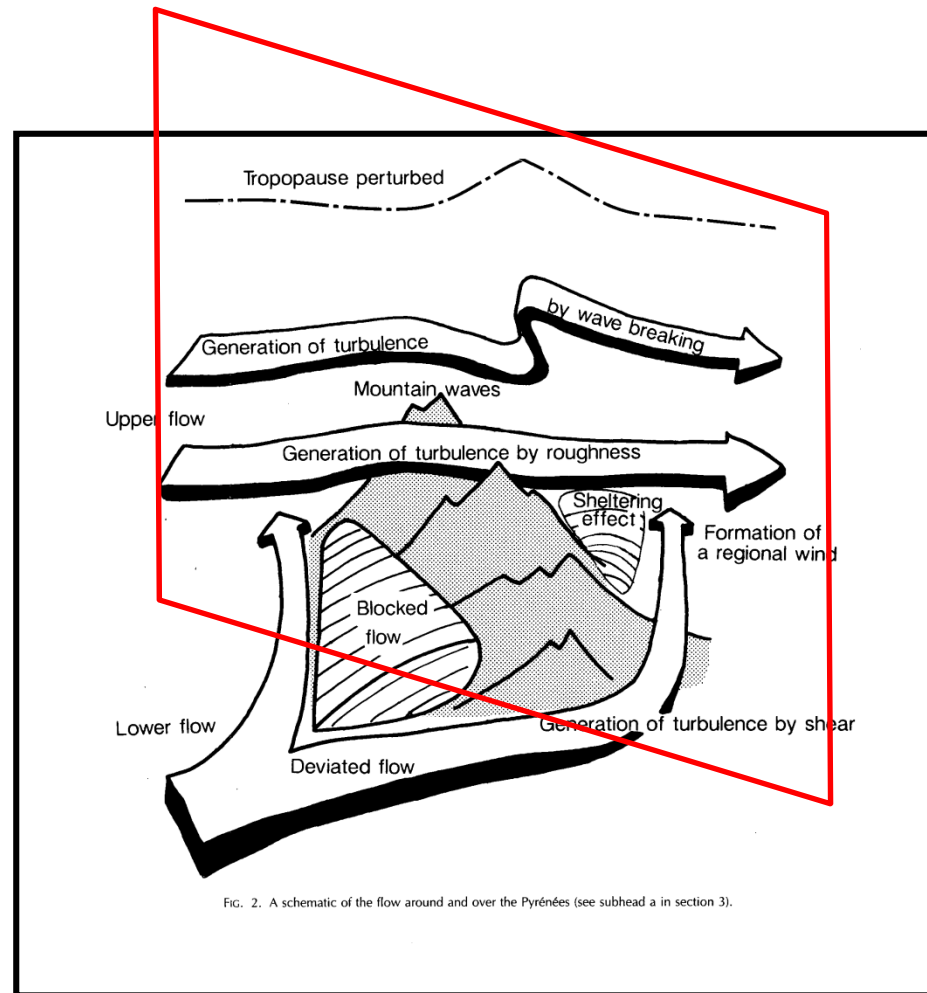 Tropopause perturbed
by wave breaking
Generation of turbulence
Mountain waves
Upper flow
Generation of turbulence by roughness
Sheltering
effect
Formation of
a regional wind
Blocked
flow
Lower flow
Generation of turbulence by shear
Deviated flow
FIG. 2. A schematic of the flow around and over the Pyrénées (see subhead a in section 3).